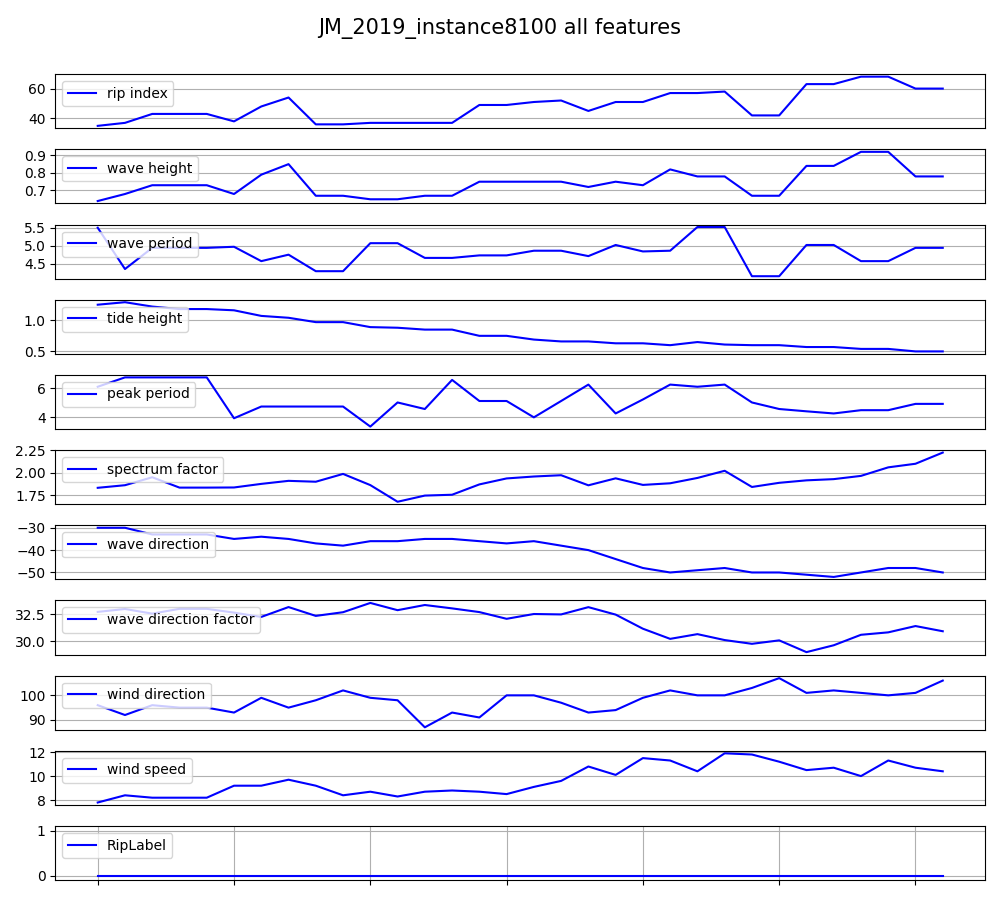 JM_2019_instance8100 all features
60
40
rip index
0.9
0.8
0.7
wave height
5.5
5.0
4.5
wave period
1.0
0.5
tide height
6
4
peak period
2.25
2.00
1.75
spectrum factor
−30
−40
−50
wave direction
32.5
30.0
wave direction factor
100
90
wind direction
12
10
8
wind speed
1
0
RipLabel